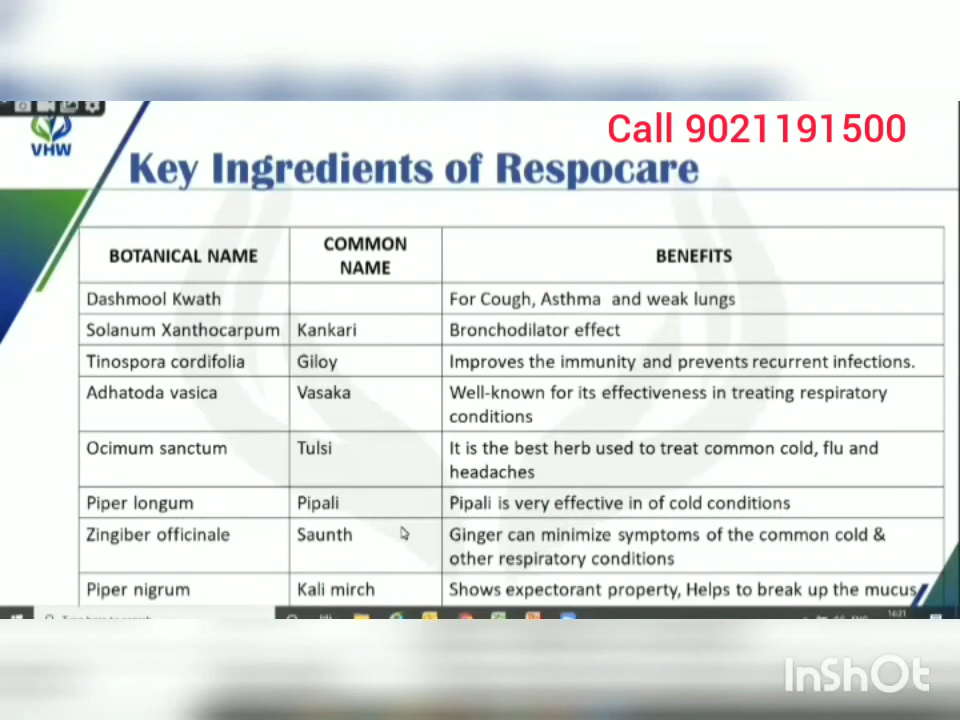 Call 9021191500
VHW
Key Ingredients of Respocare
BOTANICAL NAME
COMMON
NAME
BENEFITS
Dashmool Kwath
For Cough, Asthma and weak lungs
Solanum Xanthocarpum
Kankari
Bronchodilator effect
Tinospora cordifolia
Giloy
Improves the immunity and prevents recurrent infections.
Adhatoda vasica
Vasaka
Well-known for its effectiveness in treating respiratory
conditions
Ocimum sanctum
Tulsi
It is the best herb used to treat common cold, flu and
headaches
Piper longum
Pipali
Pipali is very effective in of cold conditions
Zingiber officinale
Saunth
Ginger can minimize symptoms of the common cold &
other respiratory conditions
Piper nigrum
Kali mirch
Shows expectorant property, Helps to break up the mucus
14:21
InShOt